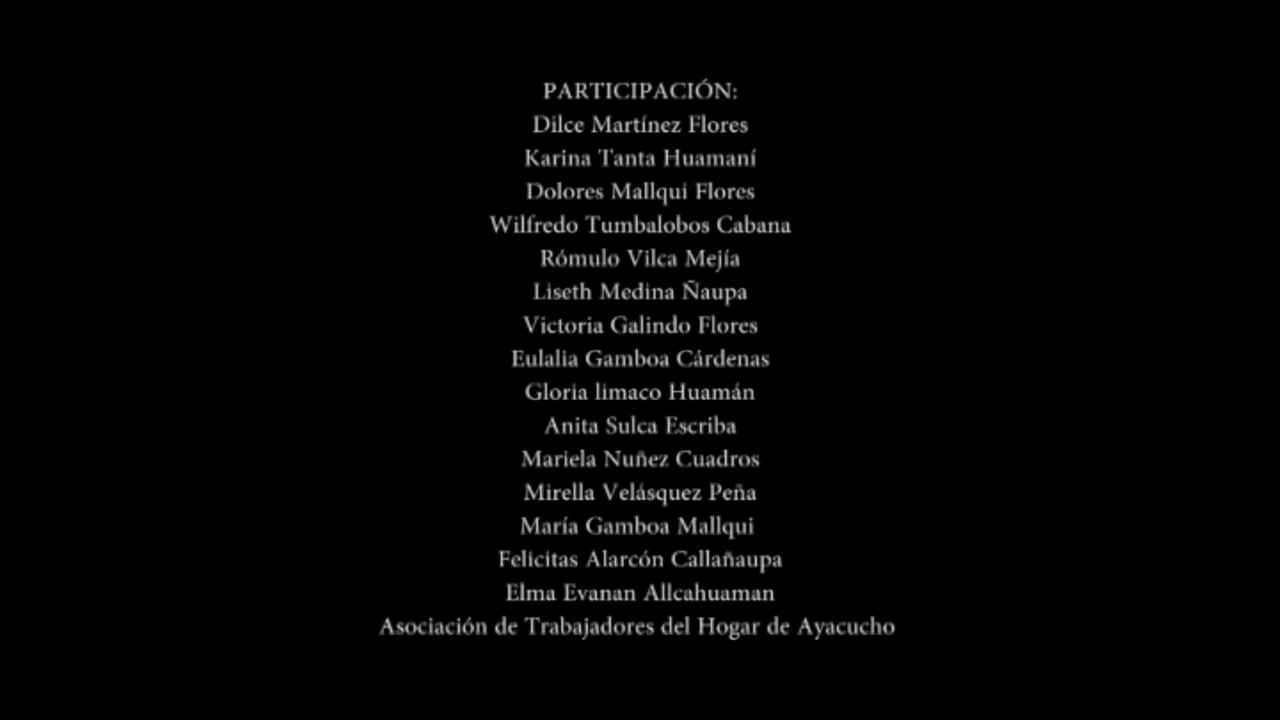 PARTICIPACIÓN:
Dilce Martínez Flores
Karina Tanta Huamaní
Dolores Mallqui Flores
Wilfredo Tumbalobos Cabana
Rómulo Vilca Mejía
Liseth Medina Ñaupa
Victoria Galindo Flores
Eulalia Gamboa Cárdenas
Gloria limaco Huamán
Anita Sulca Escriba
Mariela Nuñez Cuadros
Mirella Velásquez Peña
María Gamboa Mallqui
Felicitas Alarcón Callañaupa
Elma Evanan Allcahuaman
Asociación de Trabajadores del Hogar de Ayacucho